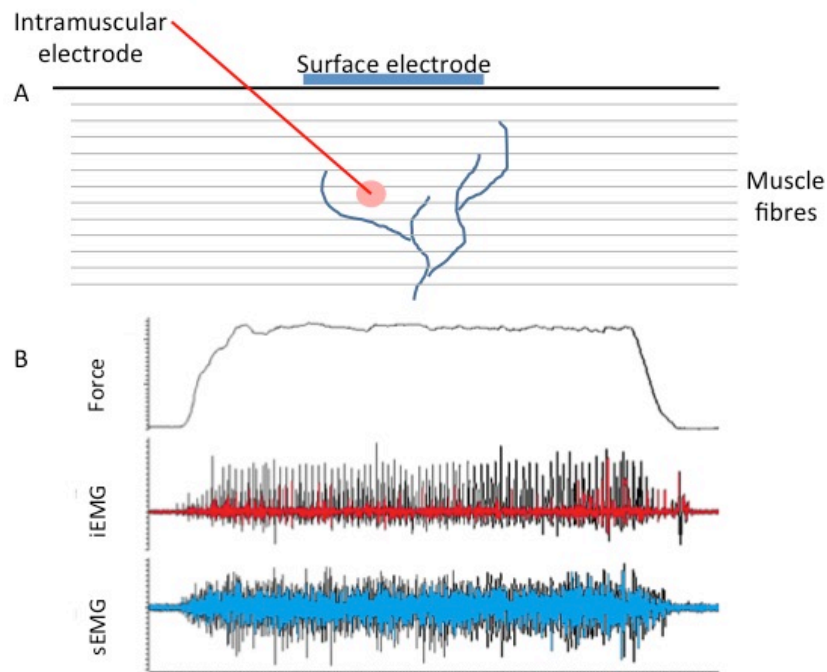 Intramuscular
electrode
Surface electrode
A
Muscle
fibres
B
Force
iEMG
sEMG